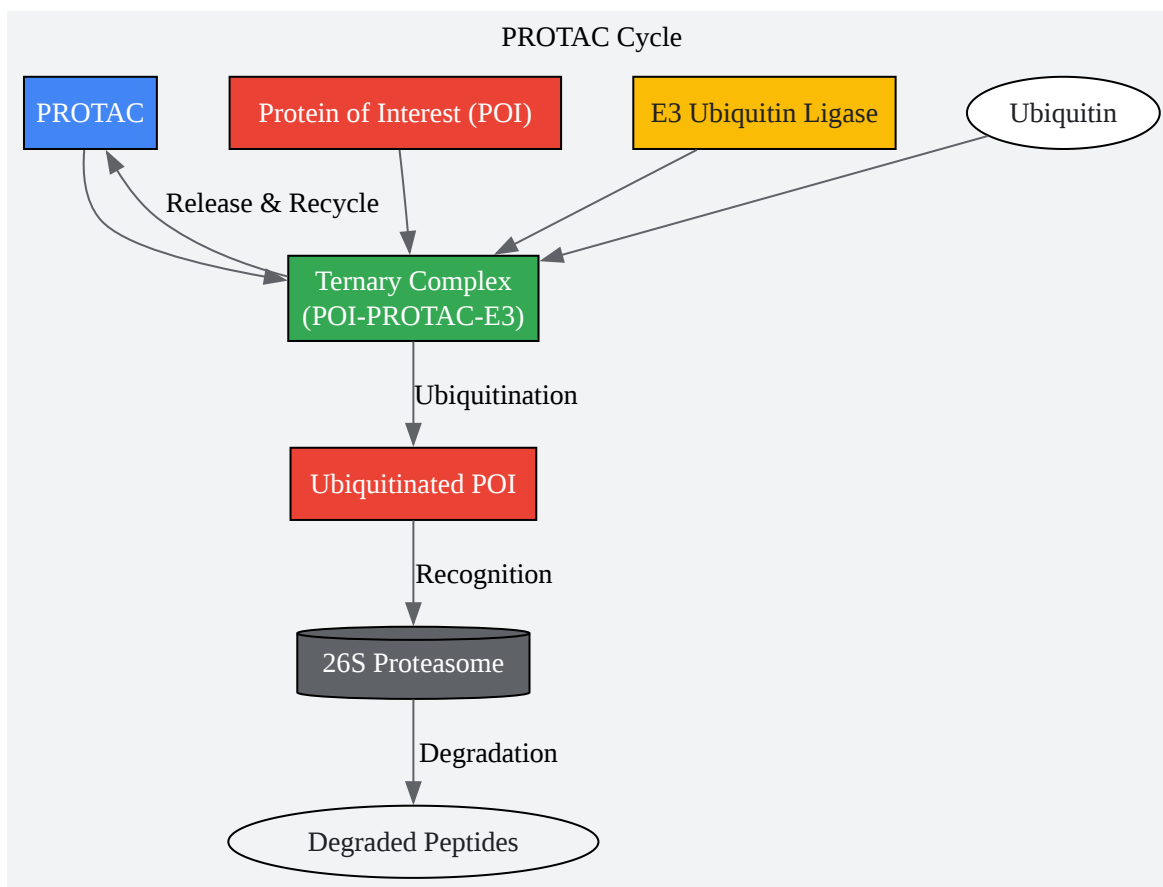 PROTAC Cycle
PROTAC
Protein of Interest (POI)
E3 Ubiquitin Ligase
Ubiquitin
Release & Recycle
Ternary Complex
(POI-PROTAC-E3)
Ubiquitination
Ubiquitinated POI
Recognition
26S Proteasome
Degradation
Degraded Peptides